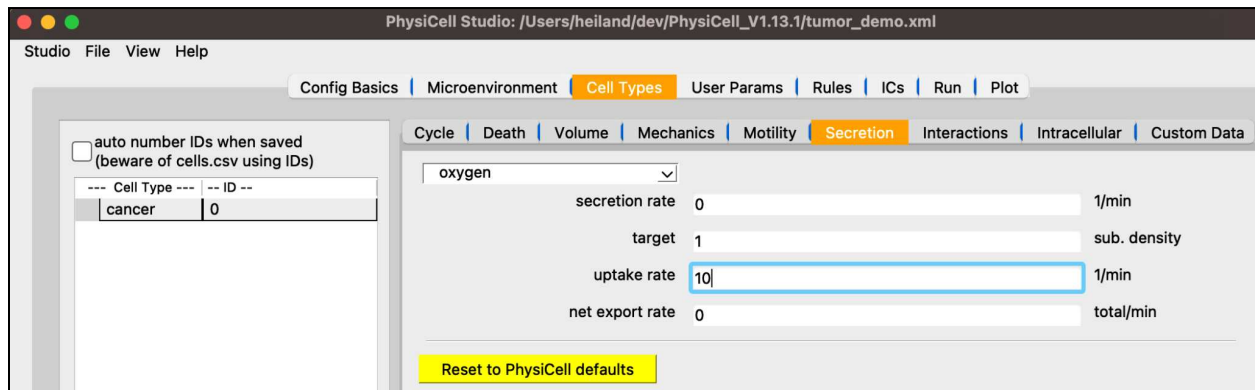 PhysiCell Studio: /Users/heiland/dev/PhysiCell_V1.13.1/tumor_demo.xml
Studio File View Help
Config Basics Microenvironment Cell Types User Params Rules ICs Run Plot
auto number IDs when saved
(beware of cells.csv using IDs)
--- Cell Type --- -- ID --
cancer 0
Cycle Death Volume Mechanics Motility Secretion Interactions Intracellular Custom Data
oxygen
secretion rate 0 1/min
target 1 sub. density
uptake rate 10 1/min
net export rate 0 total/min
Reset to PhysiCell defaults